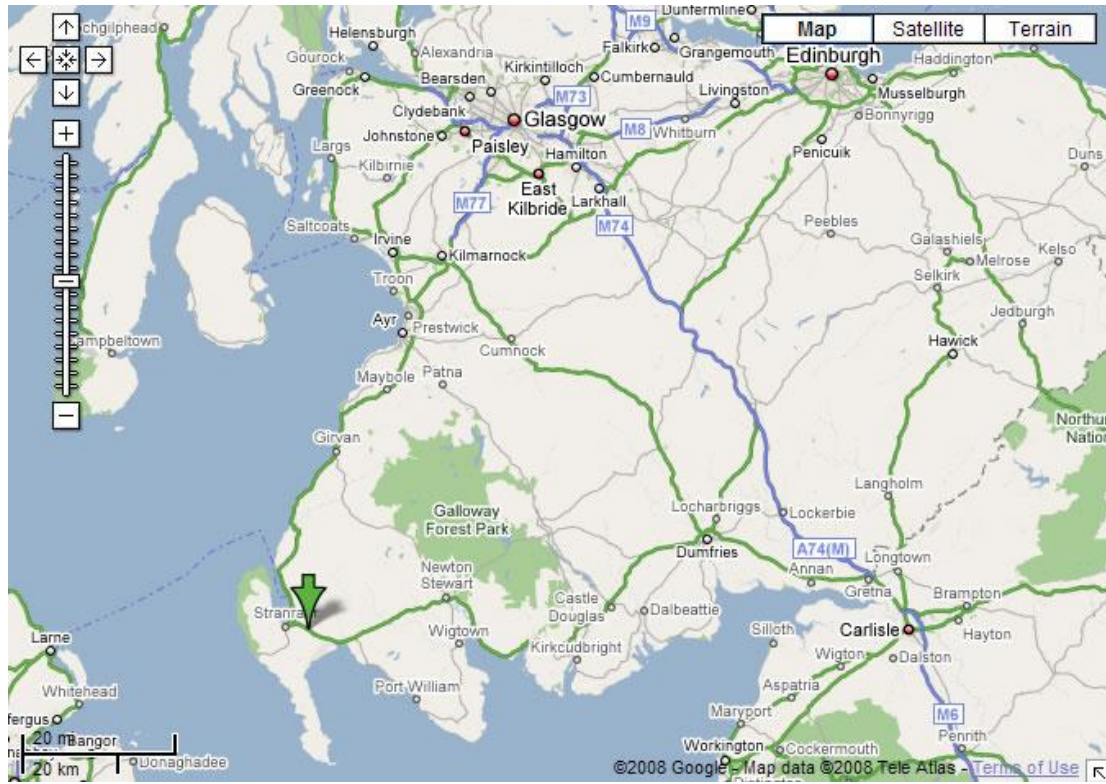 Map
Satellite
Terrain
Dunfermline
M9
Helensburgh
Alexandria
Falkirk
Grangemouth
Edinburgh
Haddington
Gourock
Greenock
Bearsden
Kirkintilloch
Cumbernauld
Livingston
Musselburgh
Bonnyrigg
Clydebank
M73
Glasgow
M8
Whitburn
Johnstone
Paisley
Hamilton
Penicuik
Duns
Largs
Kilbirnie
East
Kilbride
Larkhall
M77
M74
Peebles
Saltcoats
Irvine
Kilmarnock
Galashiels
Melrose
Kelso
Selkirk
Troon
Jedburgh
Ayr
Prestwick
Hawick
Cumnock
Maybole
Patna
Girvan
Langholm
Galloway
Forest Park
Locharbriggs
Lockerbie
Dumfries
A74(M)
Longtown
Annan
Gretna
Newton
Stewart
Castle
Douglas
Dalbeattie
Brampton
Hayton
Wigtown
Kirkcudbright
Silloth
Carlisle
Larne
Wigton
Dalston
Port William
Aspatria
Whitehead
Maryport
M6
Penrith
20 mi
Bangor
Workington
Cockermouth
20 km
Donaghadee
©2008 Google - Map data ©2008 Tele Atlas - Terms of Use